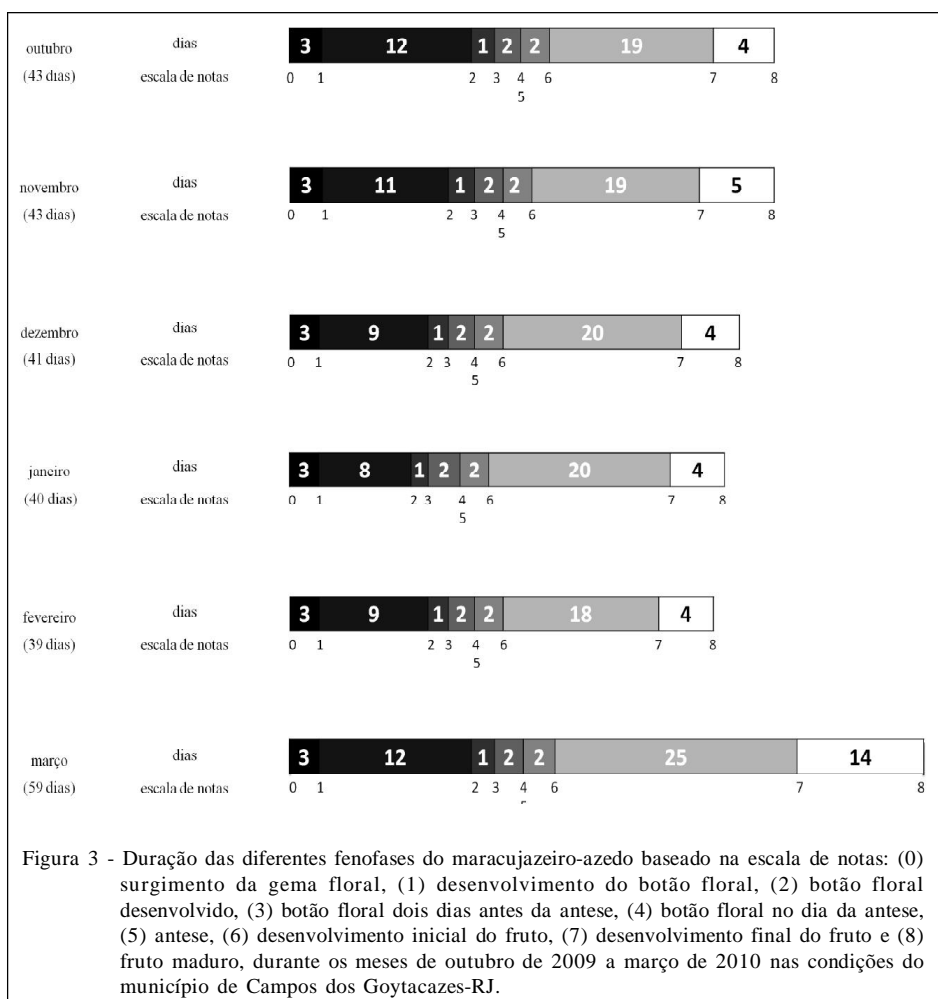 3 12 1 2 2 19 4
outubro dias
(43 dias) escala de notas 0 1 2 3 4 6 7 8
5
3 11 1 2 2 19 5
novembro dias
(43 dias) escala de notas 0 1 2 3 4 6 7 8
5
3 9 1 2 2 20 4
dezembro dias
(41 dias) escala de notas 0 1 2 3 4 6 7 8
5
3 8 1 2 2 20 4
janeiro dias
(40 dias) escala de notas 0 1 2 3 4 6 7 8
5
3 9 1 2 2 18 4
fevereiro dias
(39 dias) escala de notas 0 1 2 3 4 6 7 8
5
3 12 1 2 2 25 14
março dias
(59 dias) escala de notas 0 1 2 3 4 6 7 8
Figura 3 - Duração das diferentes fenofases do maracujazeiro-azedo baseado na escala de notas: (0)
surgimento da gema floral, (1) desenvolvimento do botão floral, (2) botão floral
desenvolvido, (3) botão floral dois dias antes da antese, (4) botão floral no dia da antese,
(5) antese, (6) desenvolvimento inicial do fruto, (7) desenvolvimento final do fruto e (8)
fruto maduro, durante os meses de outubro de 2009 a março de 2010 nas condições do
município de Campos dos Goytacazes-RJ.